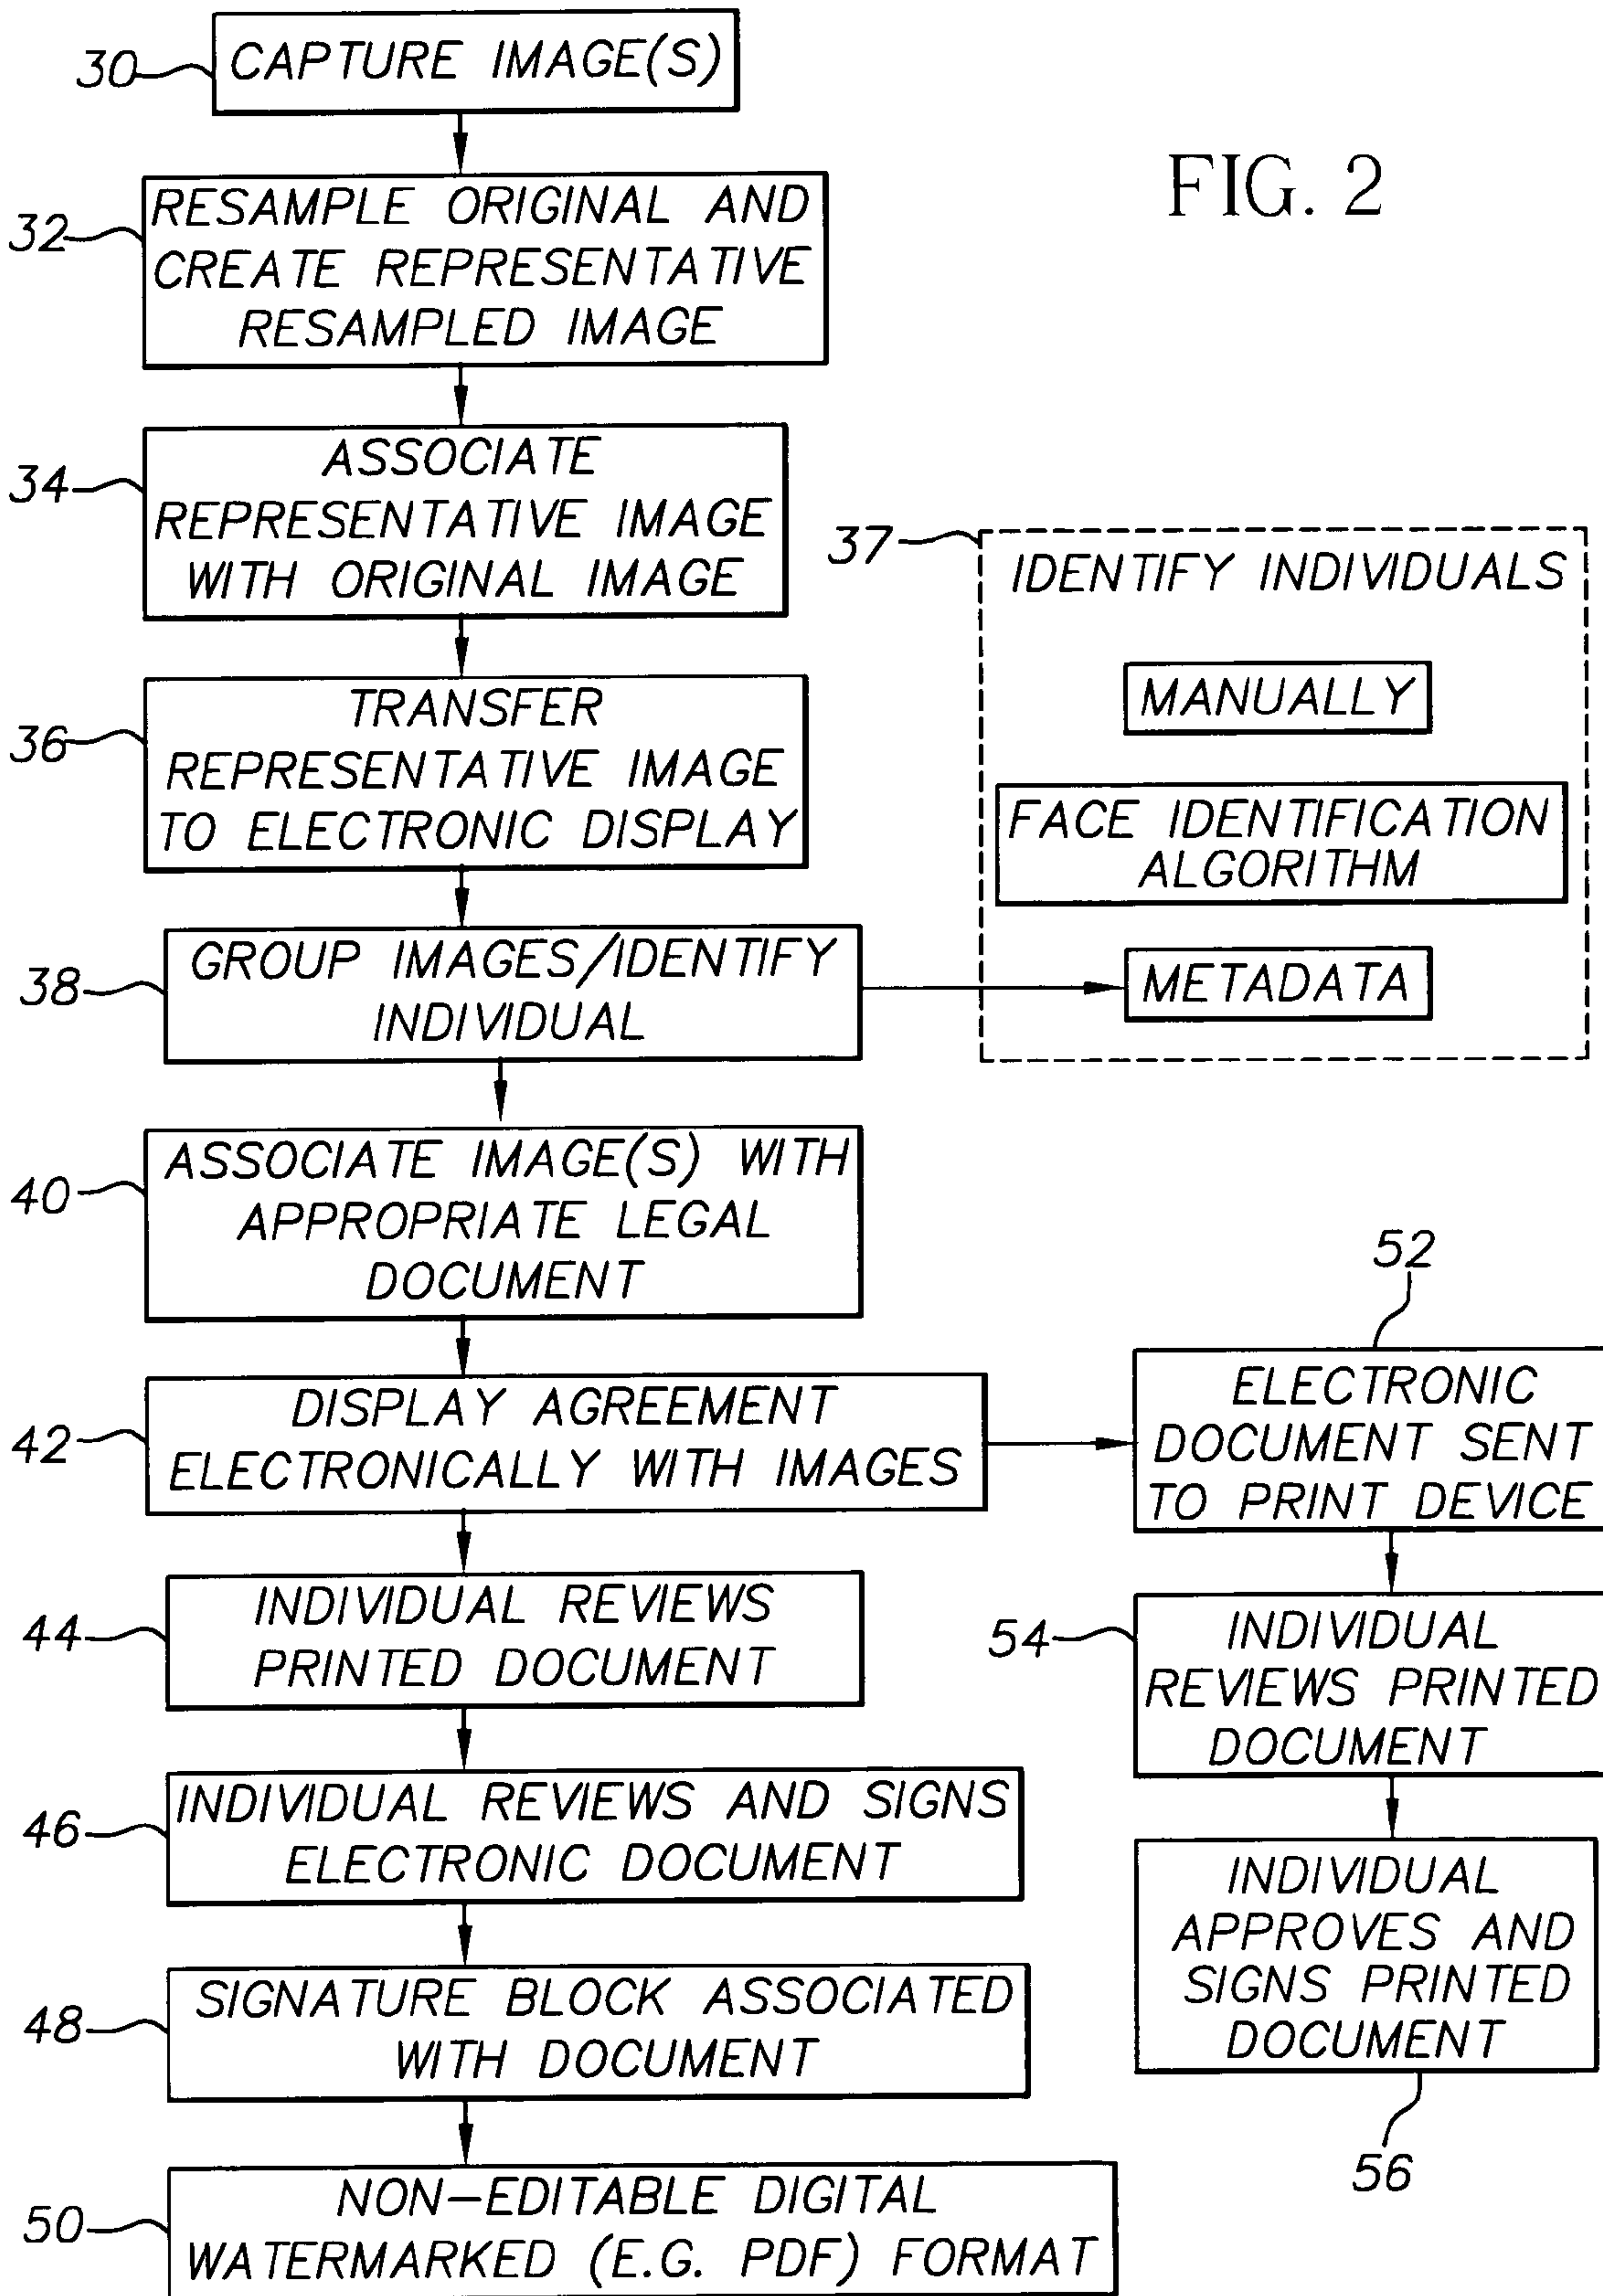 30
CAPTURE IMAGE(S)
FIG. 2
32
RESAMPLE ORIGINAL AND
CREATE REPRESENTATIVE
RESAMPLED IMAGE
34
ASSOCIATE
REPRESENTATIVE IMAGE
WITH ORIGINAL IMAGE
36
TRANSFER
REPRESENTATIVE IMAGE
TO ELECTRONIC DISPLAY
37
IDENTIFY INDIVIDUALS
MANUALLY
FACE IDENTIFICATION
ALGORITHM
METADATA
38
GROUP IMAGES/IDENTIFY
INDIVIDUAL
40
ASSOCIATE IMAGE(S) WITH
APPROPRIATE LEGAL
DOCUMENT
42
DISPLAY AGREEMENT
ELECTRONICALLY WITH IMAGES
44
INDIVIDUAL REVIEWS
PRINTED DOCUMENT
46
INDIVIDUAL REVIEWS AND SIGNS
ELECTRONIC DOCUMENT
48
SIGNATURE BLOCK ASSOCIATED
WITH DOCUMENT
50
NON-EDITABLE DIGITAL
WATERMARKED (E.G. PDF) FORMAT
52
ELECTRONIC
DOCUMENT SENT
TO PRINT DEVICE
54
INDIVIDUAL
REVIEWS PRINTED
DOCUMENT
INDIVIDUAL
APPROVES AND
SIGNS PRINTED
DOCUMENT
56